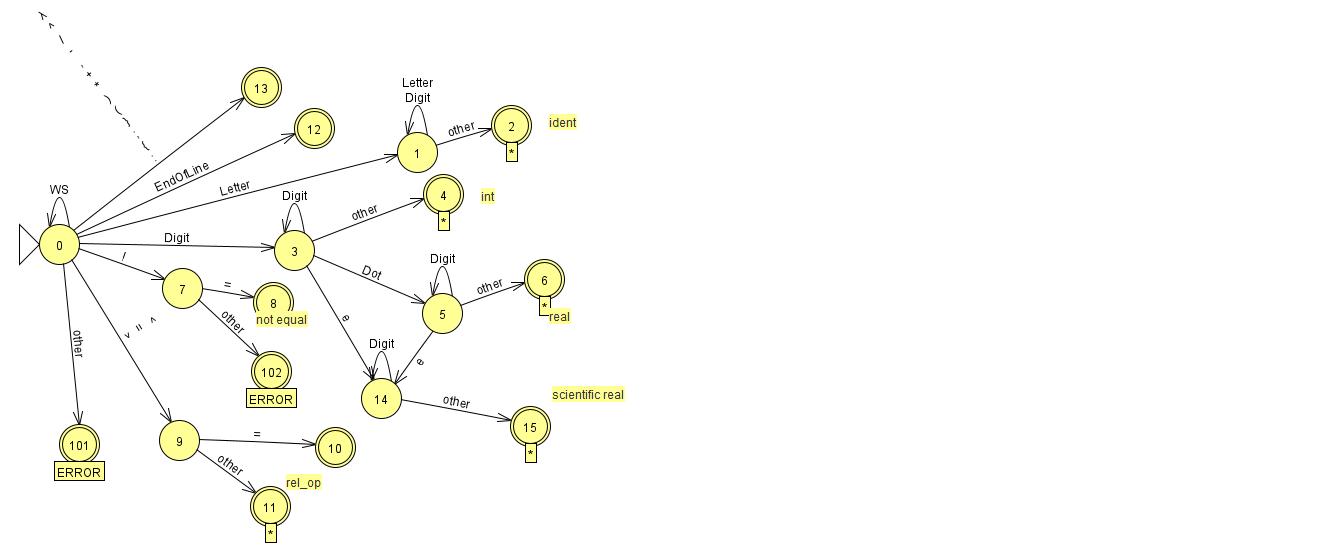 13
12
Letter
Digit
other
2
*
ident
1
EndOfLine
Letter
WS
0
Digit
other
4
*
int
Digit
3
/
7
=
8
not equal
other
102
ERROR
Dot
Digit
5
other
6
*
real
e
e
Digit
14
other
15
*
scientific real
< = >
other
101
ERROR
9
=
10
other
rel_op
11
*